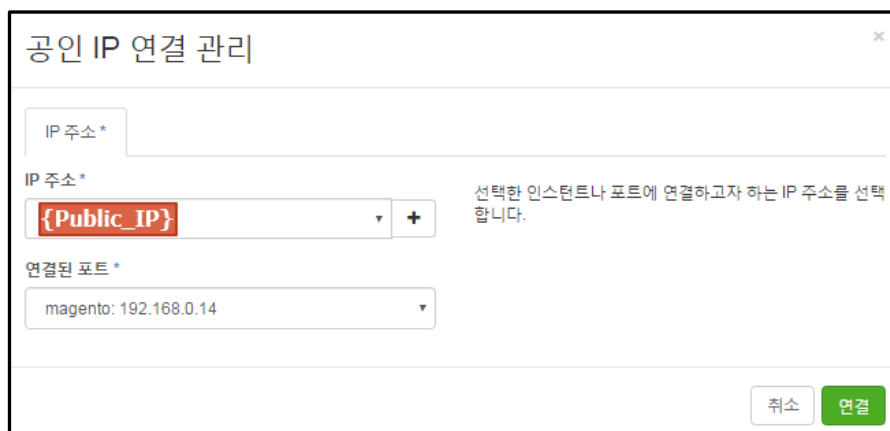 공인 IP 연결 관리
×
IP 주소 *
IP 주소 *
{Public_IP}
+
선택한 인스턴트나 포트에 연결하고자 하는 IP 주소를 선택
합니다.
연결된 포트 *
magento: 192.168.0.14
취소
연결